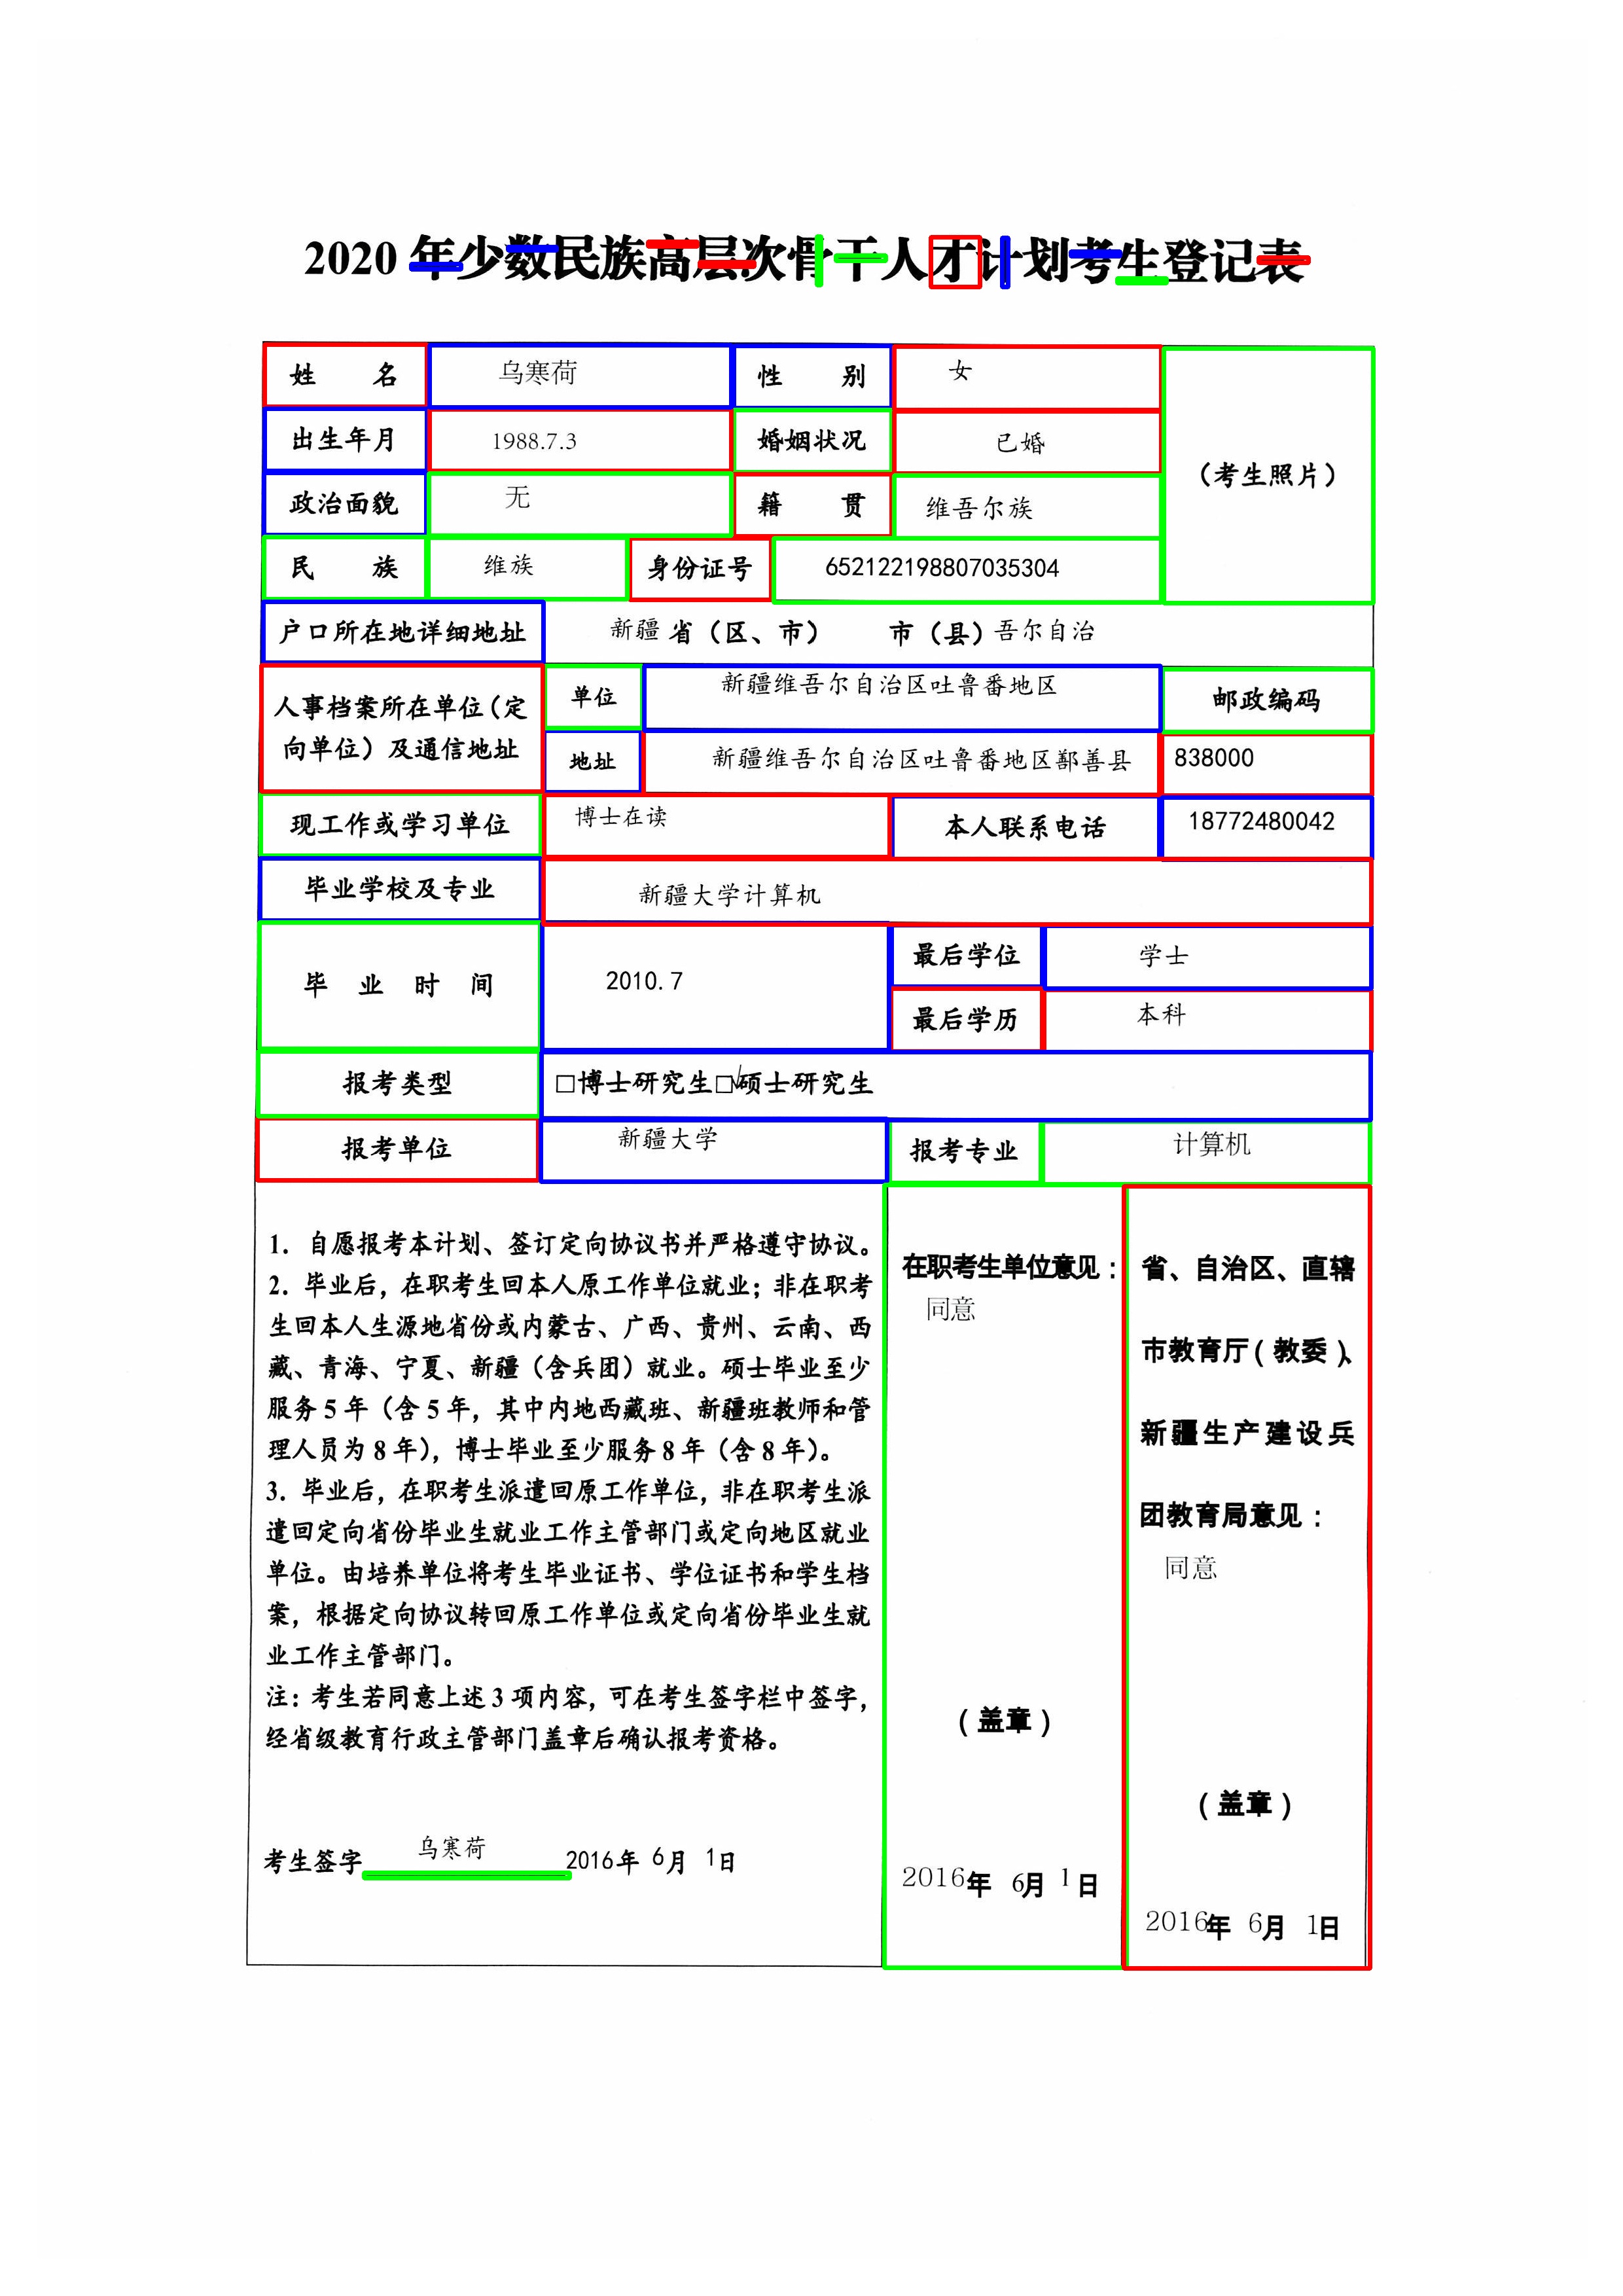 2020 年少数民族高层次骨干人才计划考生登记表
姓 名 乌寒荷 性 别 女
出生年月 1988.7.3 婚姻状况 已婚
（考生照片）
政治面貌 无 籍 贯 维吾尔族
民 族 维族 身份证号 652122198807035304
户口所在地详细地址 新疆 省（区、市） 市（县）吾尔自治
人事档案所在单位（定向单位）及通信地址 单位 新疆维吾尔自治区吐鲁番地区 邮政编码
地址 新疆维吾尔自治区吐鲁番地区鄯善县 838000
现工作或学习单位 博士在读 本人联系电话 18772480042
毕业学校及专业 新疆大学计算机
毕 业 时 间 2010.7 最后学位 学士
最后学历 本科
报考类型 □博士研究生□√硕士研究生
报考单位 新疆大学 报考专业 计算机
1. 自愿报考本计划、签订定向协议书并严格遵守协议。
2. 毕业后，在职考生回本人原工作单位就业；非在职考
生回本人生源地省份或内蒙古、广西、贵州、云南、西
藏、青海、宁夏、新疆（含兵团）就业。硕士毕业至少
服务 5 年（含 5 年，其中内地西藏班、新疆班教师和管
理人员为 8 年），博士毕业至少服务 8 年（含 8 年）。
3. 毕业后，在职考生派遣回原工作单位，非在职考生派
遣回定向省份毕业生就业工作主管部门或定向地区就业
单位。由培养单位将考生毕业证书、学位证书和学生档
案，根据定向协议转回原工作单位或定向省份毕业生就
业工作主管部门。
注：考生若同意上述 3 项内容，可在考生签字栏中签字，
经省级教育行政主管部门盖章后确认报考资格。
考生签字 乌寒荷 2016年 6月 1日
在职考生单位意见：
同意
（盖章）
2016年 6月 1日
省、自治区、直辖
市教育厅（教委）、
新疆生产建设兵
团教育局意见：
同意
（盖章）
2016年 6月 1日